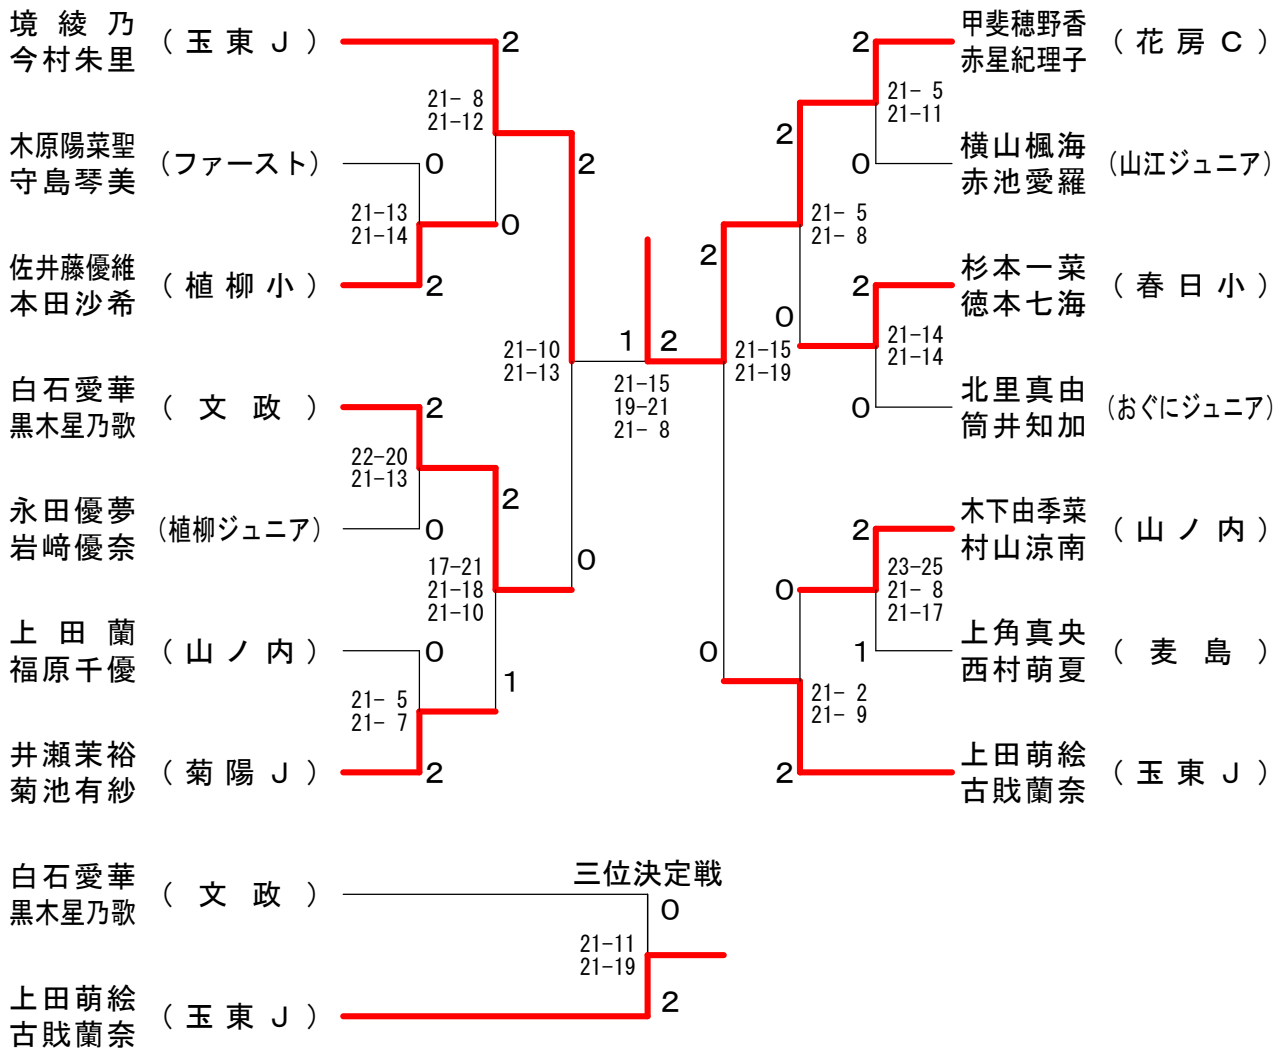 境綾乃
今村朱里
(玉東J)
2
21- 8
21-12
木原陽菜聖
守島琴美
(ファースト)
0
2
21-13
21-14
0
佐井藤優維
本田沙希
(植柳小)
2
21-10
21-13
白石愛華
黒木星乃歌
(文政)
2
22-20
21-13
2
永田優夢
岩﨑優奈
(植柳ジュニア)
0
17-21
21-18
21-10
0
上田蘭
福原千優
(山ノ内)
0
21- 5
21- 7
1
井瀬茉裕
菊池有紗
(菊陽J)
2
1
2
21-15
19-21
21- 8
甲斐穂野香
赤星紀理子
(花房C)
2
21- 5
21-11
2
横山楓海
赤池愛羅
(山江ジュニア)
0
21- 5
21- 8
2
杉本一菜
徳本七海
(春日小)
2
0
21-14
21-14
21-15
21-19
北里真由
筒井知加
(おぐにジュニア)
0
木下由季菜
村山涼南
(山ノ内)
2
23-25
21- 8
21-17
0
上角真央
西村萌夏
(麦島)
1
0
21- 2
21- 9
上田萌絵
古賎蘭奈
(玉東J)
2
三位決定戦
白石愛華
黒木星乃歌
(文政)
0
21-11
21-19
上田萌絵
古賎蘭奈
(玉東J)
2